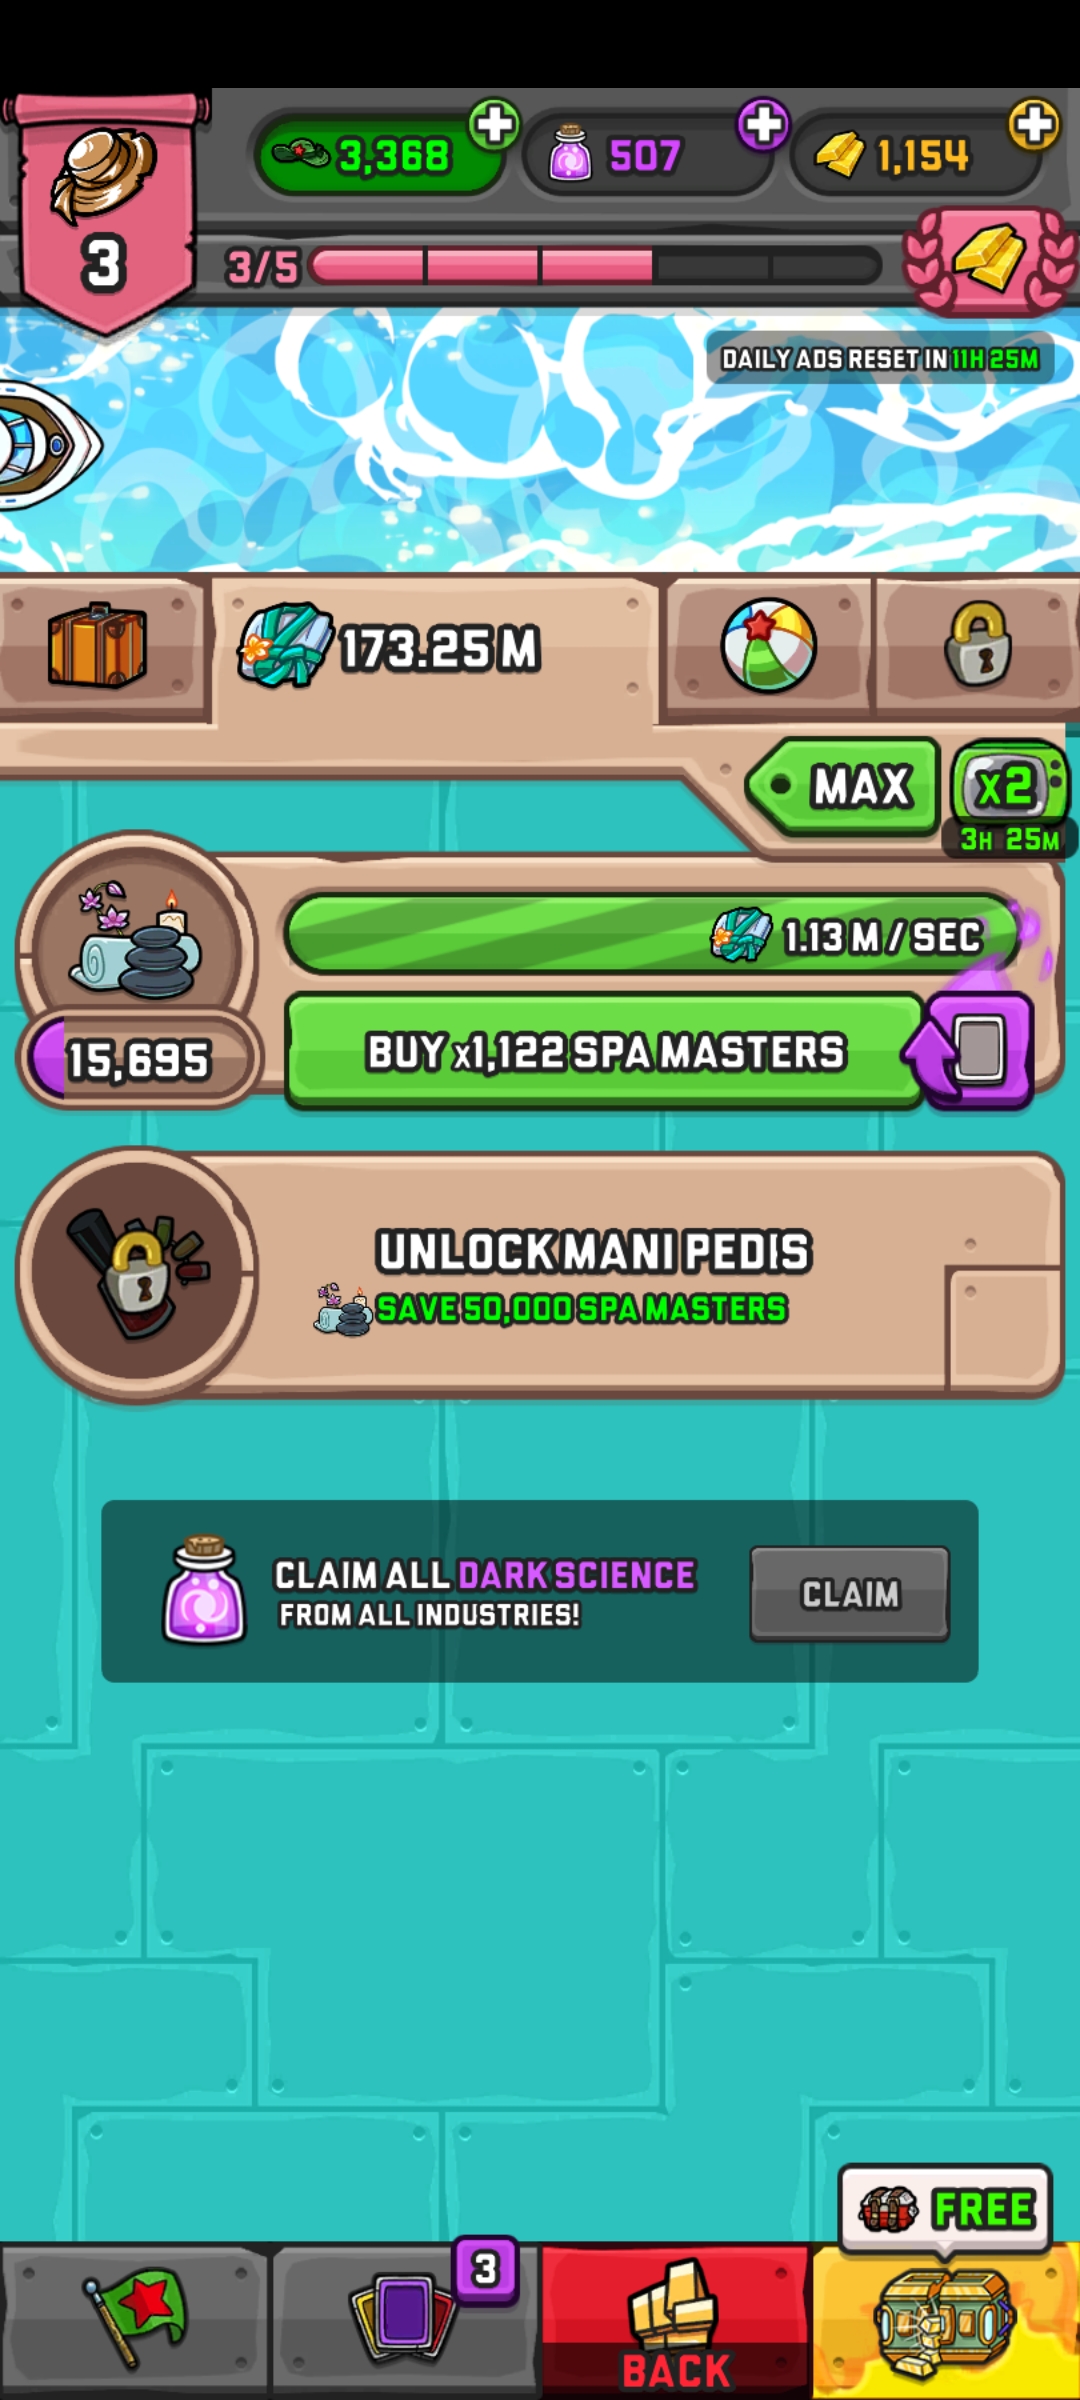 3,368
507
1,154
3
3/5
DAILY ADS RESET IN 11H 25M
173.25 M
MAX
x2
3H 25M
1.13 M / SEC
15,695
BUY x1,122 SPA MASTERS
UNLOCK MANI PEDIS
SAVE 50,000 SPA MASTERS
CLAIM ALL DARK SCIENCE
FROM ALL INDUSTRIES!
CLAIM
FREE
3
BACK